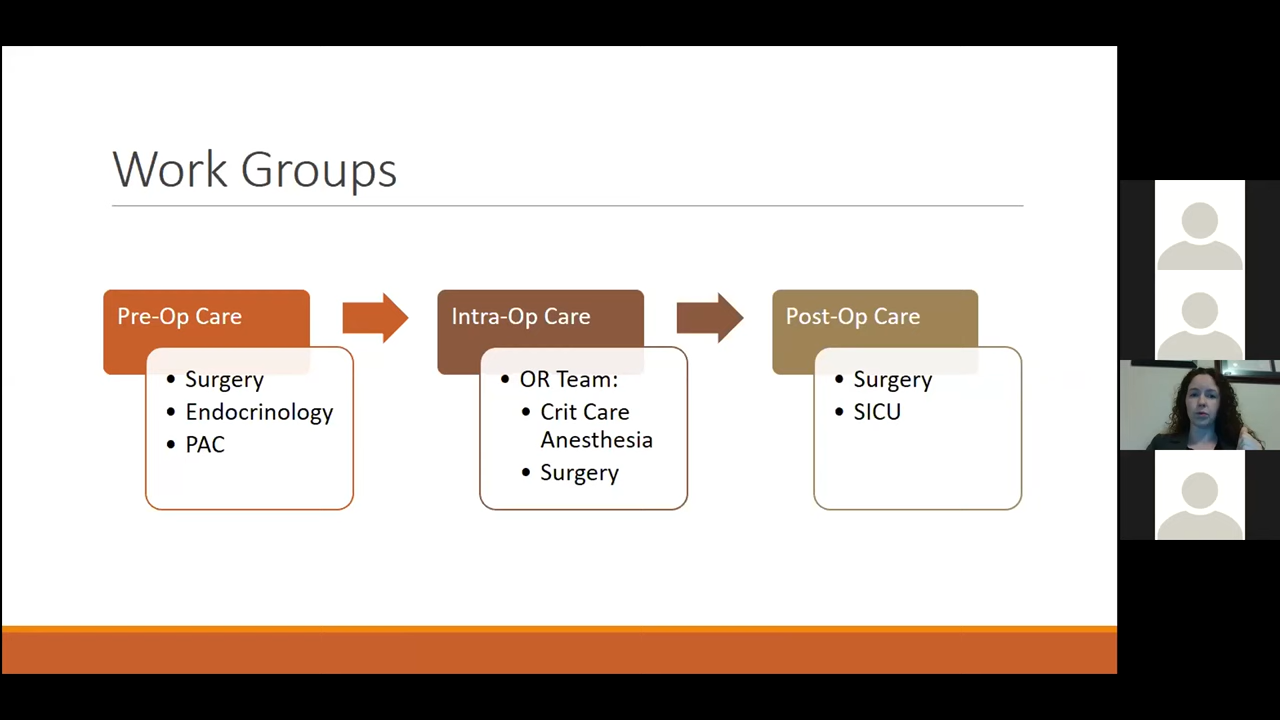 Work Groups
Pre-Op Care
• Surgery
• Endocrinology
• PAC
Intra-Op Care
• OR Team:
• Crit Care
Anesthesia
• Surgery
Post-Op Care
• Surgery
• SICU